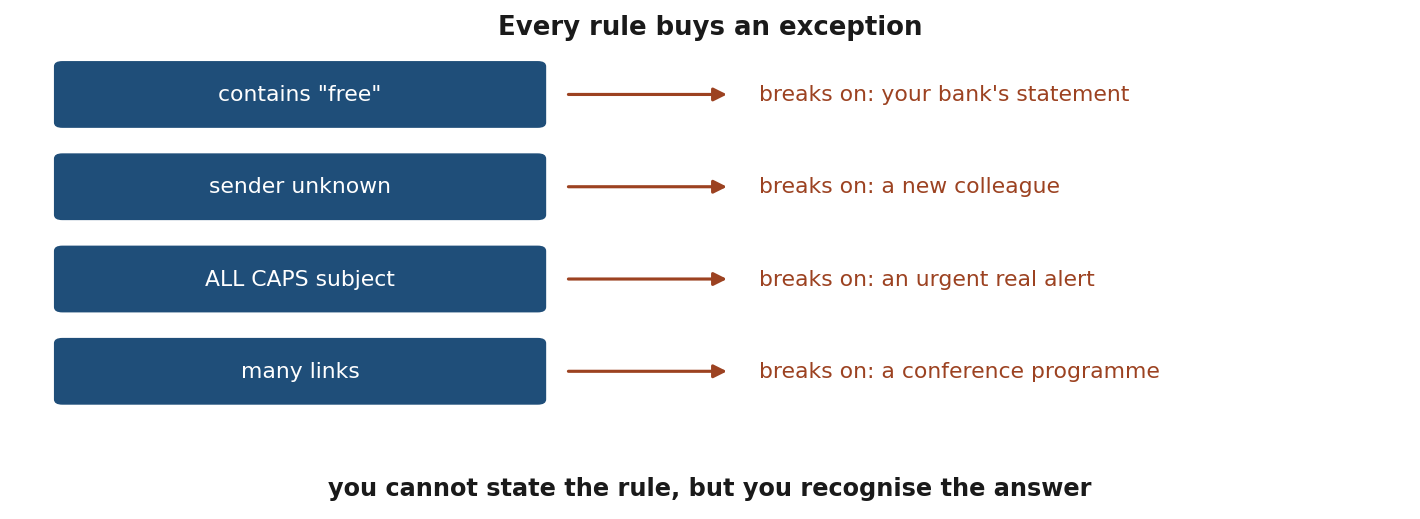 Every rule buys an exception
contains "free"
breaks on: your bank's statement
sender unknown
breaks on: a new colleague
ALL CAPS subject
breaks on: an urgent real alert
many links
breaks on: a conference programme
you cannot state the rule, but you recognise the answer